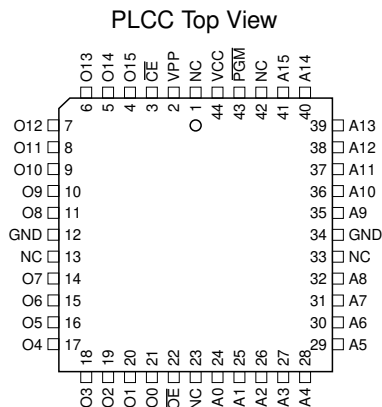 PLCC Top View
O13 O14 O15 CE VPP NC VCC PGM NC A15 A14
6 5 4 3 2 1 44 43 42 41 40
O12 7 39 A13
O11 8 38 A12
O10 9 37 A11
O9 10 36 A10
O8 11 35 A9
GND 12 34 GND
NC 13 33 NC
O7 14 32 A8
O6 15 31 A7
O5 16 30 A6
O4 17 29 A5
18 19 20 21 22 23 24 25 26 27 28
O3 O2 O1 O0 OE NC A0 A1 A2 A3 A4